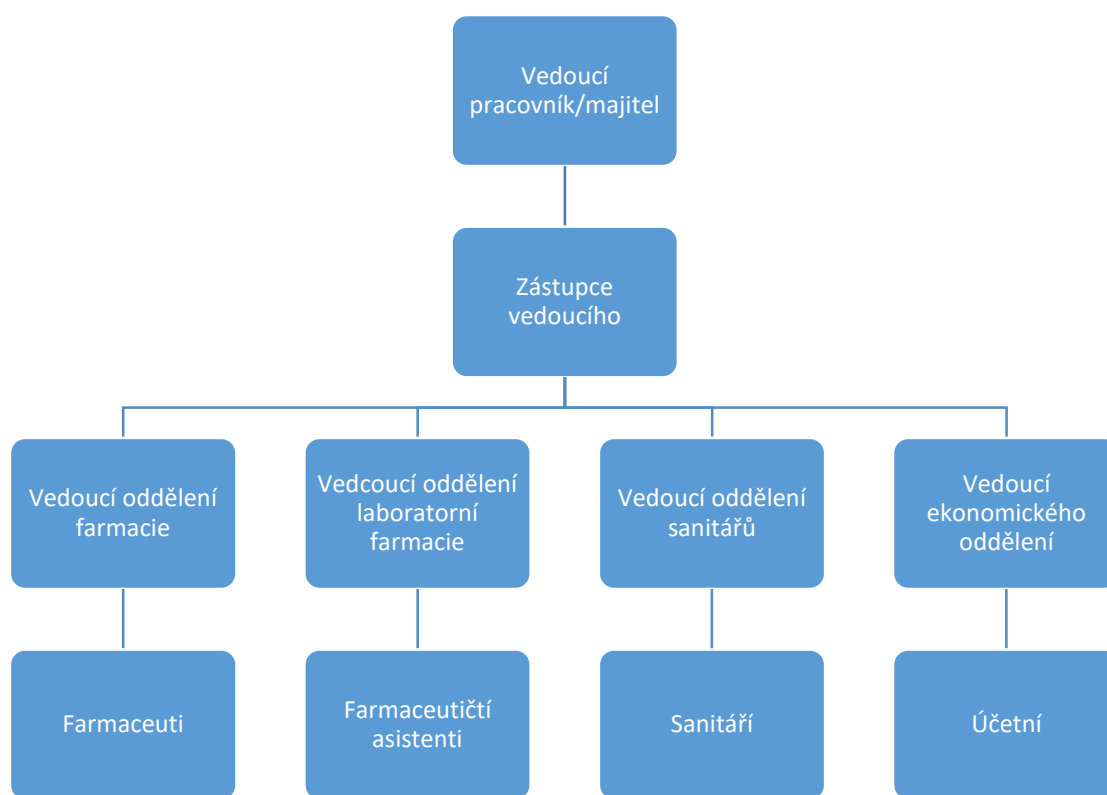 Vedoucí
pracovník/majitel
Zástupce
vedoucího
Vedoucí oddělení
farmacie
Vedcoucí oddělení
laboratorní
farmacie
Vedoucí oddělení
sanitářů
Vedoucí
ekonomického
oddělení
Farmaceuti
Farmaceutičtí
asistenti
Sanitáří
Účetní